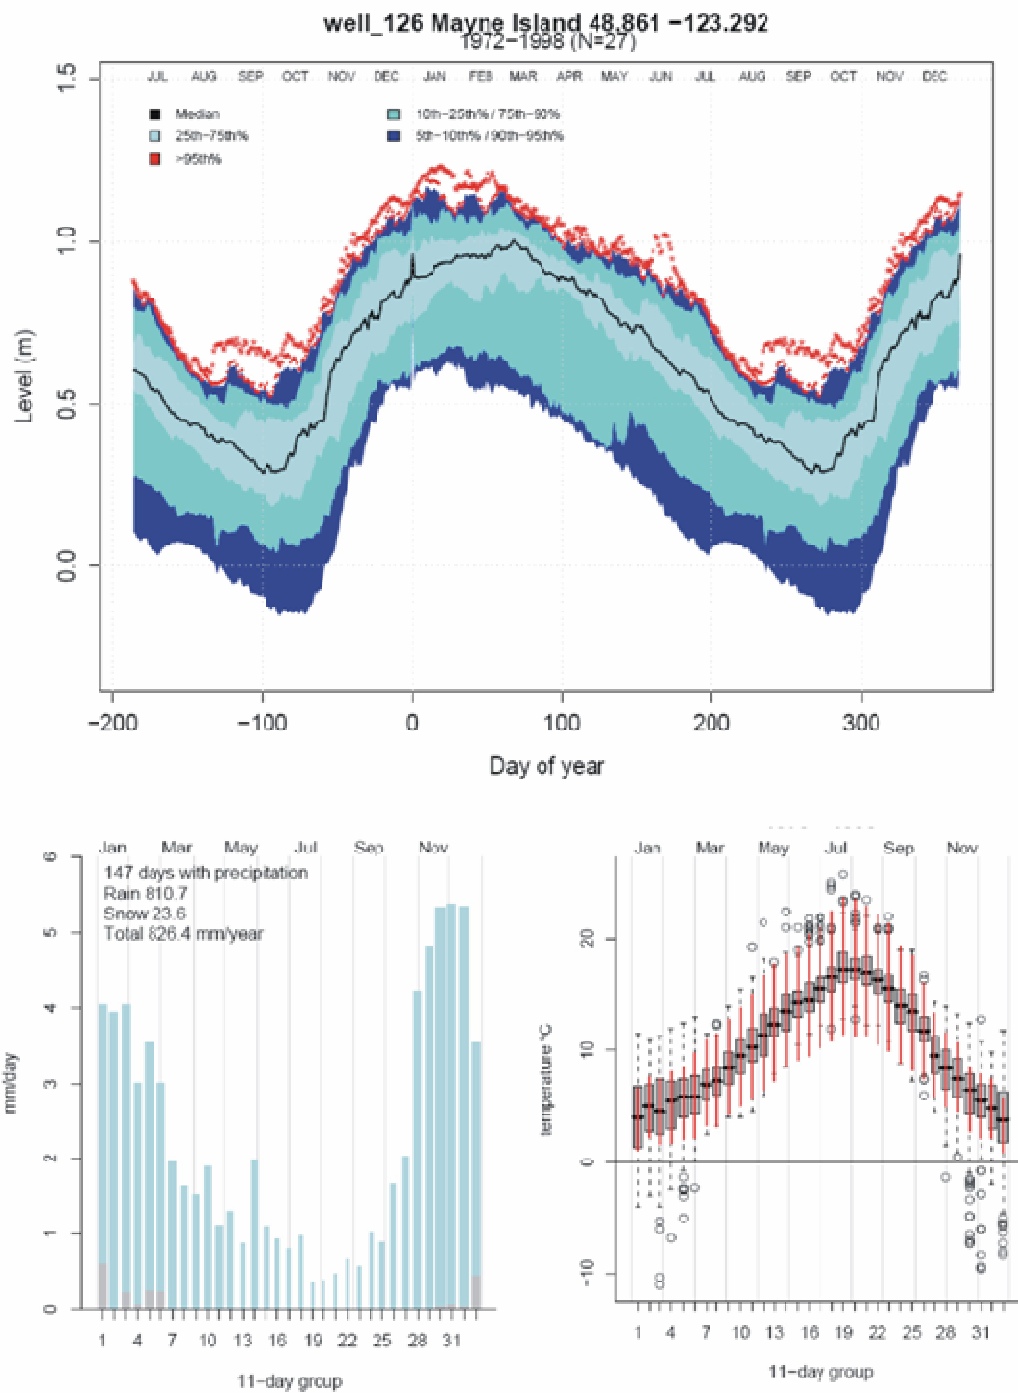 well_126 Mayne Island 48.861 −123.292
1972−1998 (N=27)
JUL AUG SEP OCT NOV DEC JAN FEB MAR APR MAY JUN JUL AUG SEP OCT NOV DEC
Median
25th−75th%
>95th%
10th−25th% / 75th−90%
5th−10th% / 90th−95th%
1.5
1.0
0.5
0.0
Level (m)
−200 −100 0 100 200 300
Day of year
Jan Mar May Jul Sep Nov
147 days with precipitation
Rain 810.7
Snow 23.6
Total 826.4 mm/year
6
5
4
3
2
1
0
mm/day
1 4 7 10 13 16 19 22 25 28 31
11−day group
Jan Mar May Jul Sep Nov
20
10
0
−10
temperature °C
1 4 7 10 13 16 19 22 25 28 31
11−day group